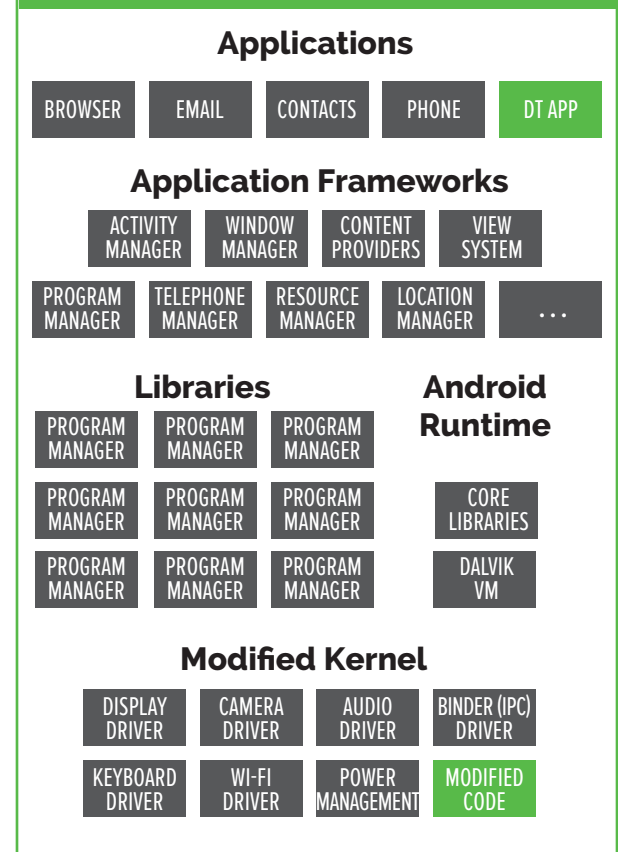 Applications
BROWSER
EMAIL
CONTACTS
PHONE
DT APP
Application Frameworks
ACTIVITY
MANAGER
WINDOW
MANAGER
CONTENT
PROVIDERS
VIEW
SYSTEM
PROGRAM
MANAGER
TELEPHONE
MANAGER
RESOURCE
MANAGER
LOCATION
MANAGER
...
Libraries
PROGRAM
MANAGER
PROGRAM
MANAGER
PROGRAM
MANAGER
PROGRAM
MANAGER
PROGRAM
MANAGER
PROGRAM
MANAGER
PROGRAM
MANAGER
PROGRAM
MANAGER
PROGRAM
MANAGER
Android
Runtime
CORE
LIBRARIES
DALVIK
VM
Modified Kernel
DISPLAY
DRIVER
CAMERA
DRIVER
AUDIO
DRIVER
BINDER (IPC)
DRIVER
KEYBOARD
DRIVER
WI-FI
DRIVER
POWER
MANAGEMENT
MODIFIED
CODE